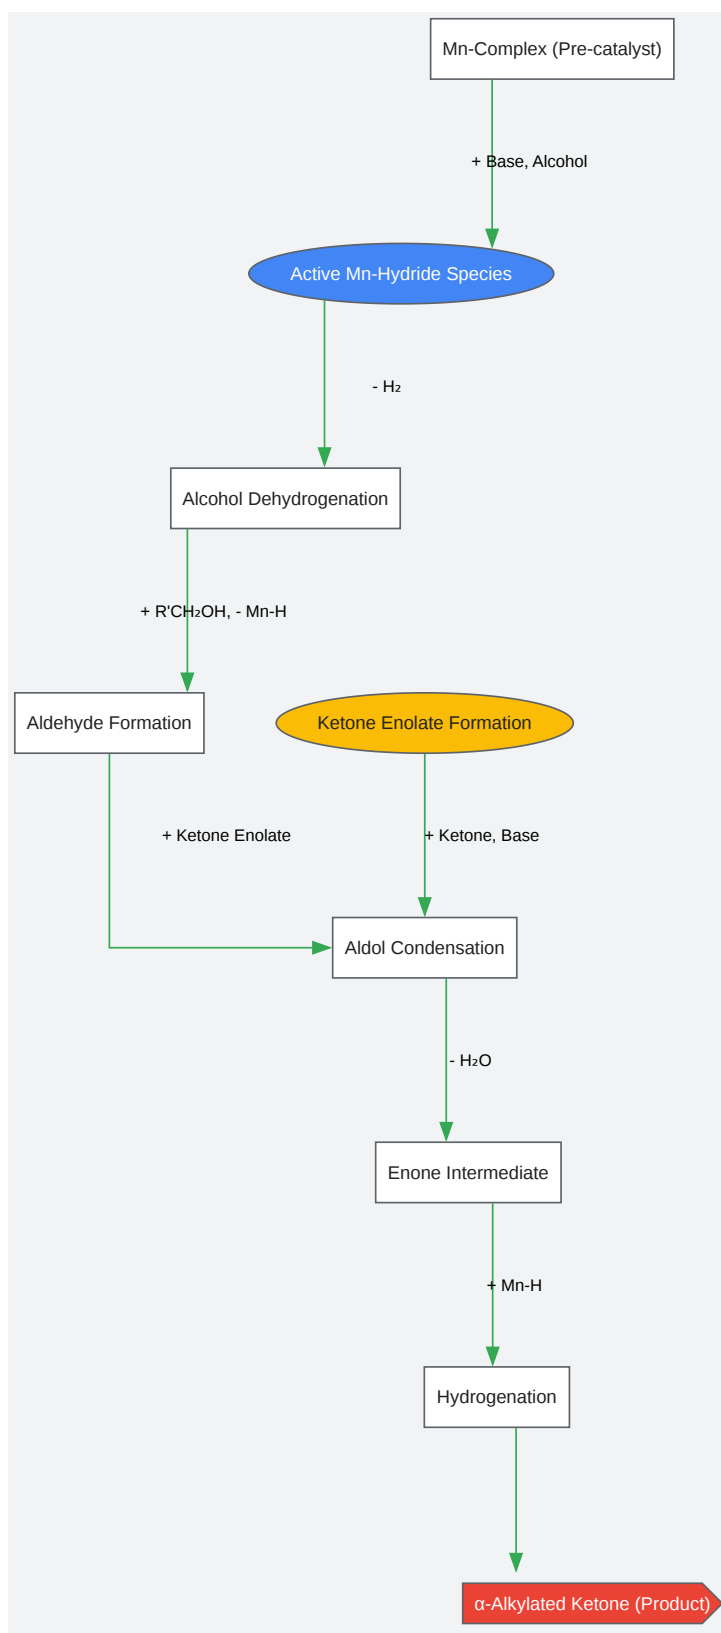 Mn-Complex (Pre-catalyst)
+ Base, Alcohol
Active Mn-Hydride Species
- H₂
Alcohol Dehydrogenation
+ R'CH₂OH, - Mn-H
Aldehyde Formation
Ketone Enolate Formation
+ Ketone Enolate
+ Ketone, Base
Aldol Condensation
- H₂O
Enone Intermediate
+ Mn-H
Hydrogenation
α-Alkylated Ketone (Product)